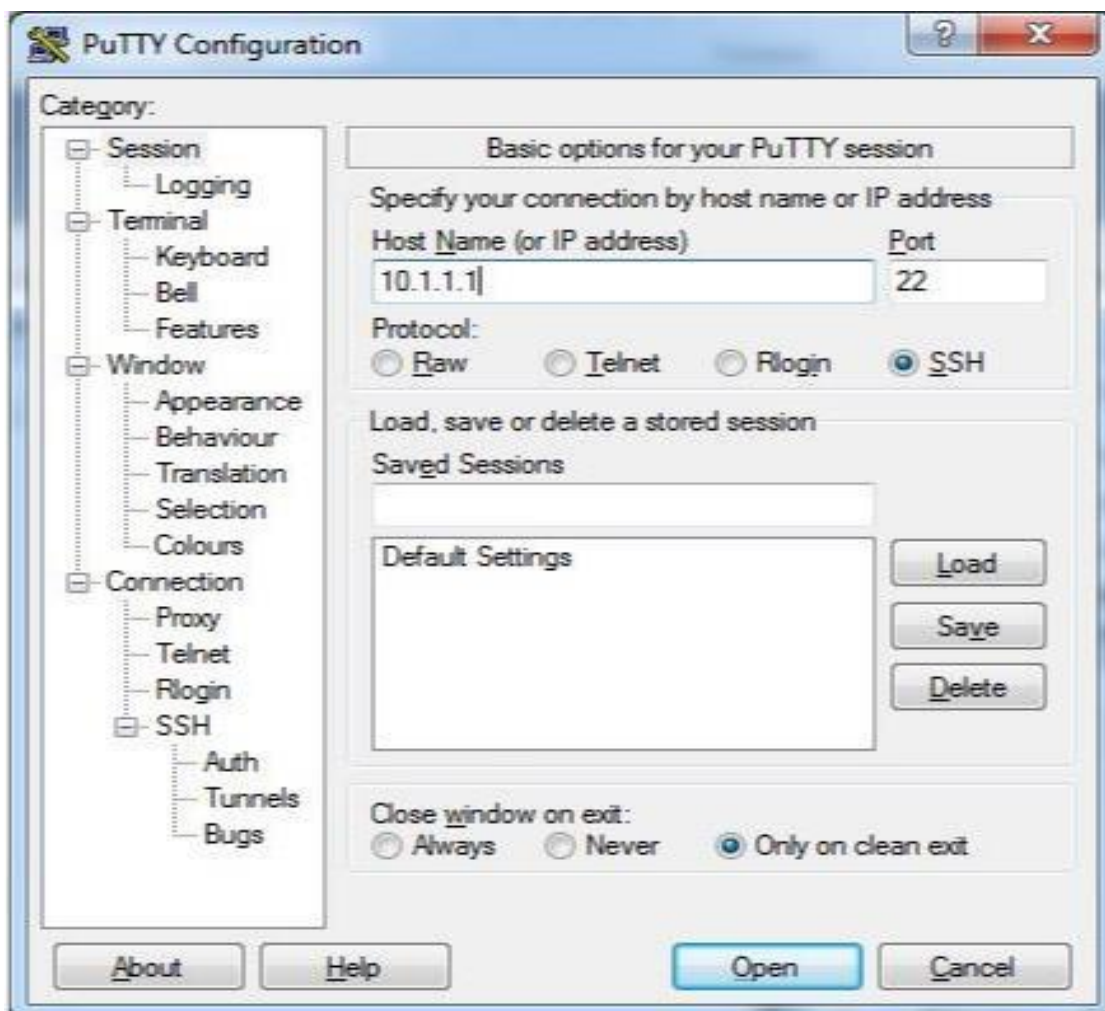 PuTTY Configuration
Category:
Session
Logging
Terminal
Keyboard
Bell
Features
Window
Appearance
Behaviour
Translation
Selection
Colours
Connection
Proxy
Telnet
Rlogin
SSH
Auth
Tunnels
Bugs
Basic options for your PuTTY session
Specify your connection by host name or IP address
Host Name (or IP address) Port
10.1.1.1 22
Protocol:
Raw Telnet Rlogin SSH
Load, save or delete a stored session
Saved Sessions
Default Settings
Load
Save
Delete
Close window on exit:
Always Never Only on clean exit
About Help Open Cancel